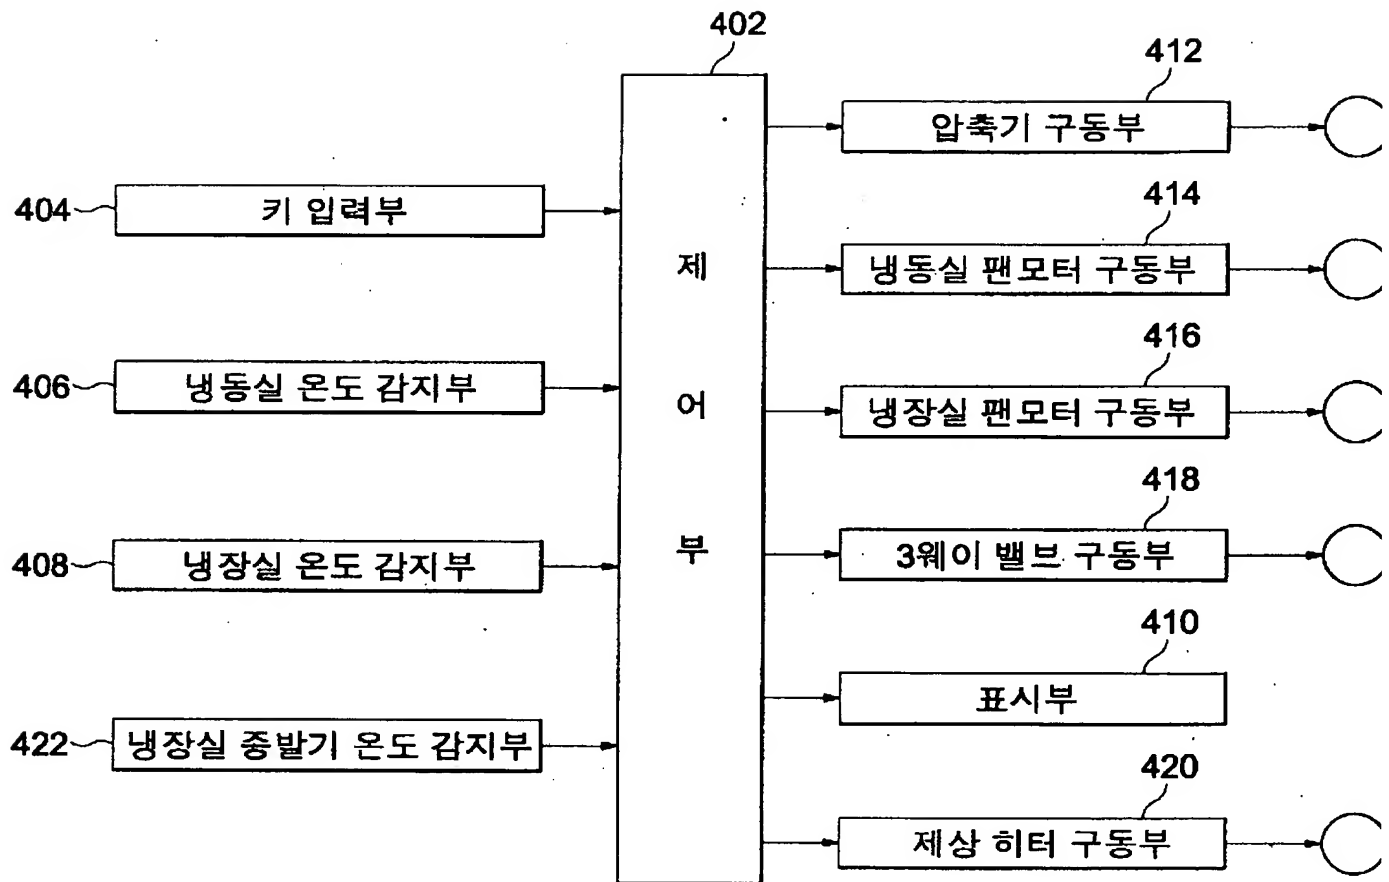 402
412
압축기 구동부
404
키 입력부
414
제
냉동실 팬모터 구동부
416
406
냉동실 온도 감지부
어
냉장실 팬모터 구동부
418
408
냉장실 온도 감지부
부
3웨이 밸브 구동부
410
표시부
422
냉장실 증발기 온도 감지부
420
제상 히터 구동부